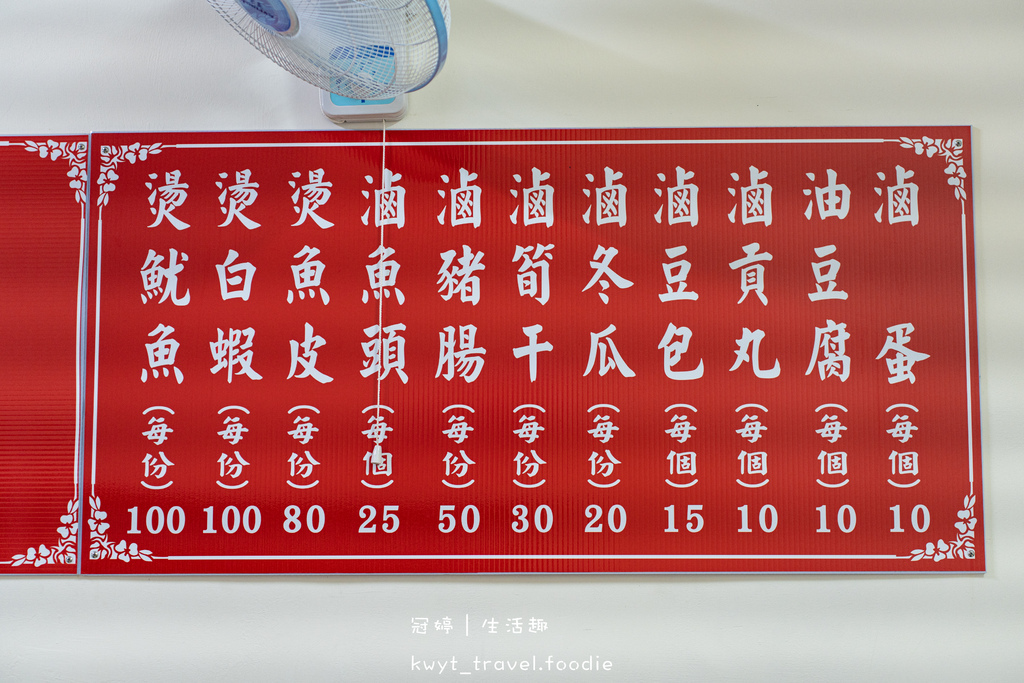 滷蛋（每個）10
油豆腐（每個）10
滷貢丸（每個）10
滷豆包（每個）15
滷冬瓜（每份）20
滷筍干（每份）30
滷豬腸（每份）50
滷魚頭（每個）25
燙魚皮（每份）80
燙白蝦（每份）100
燙魷魚（每份）100
冠婷｜生活趣
kwyt_travel.foodie